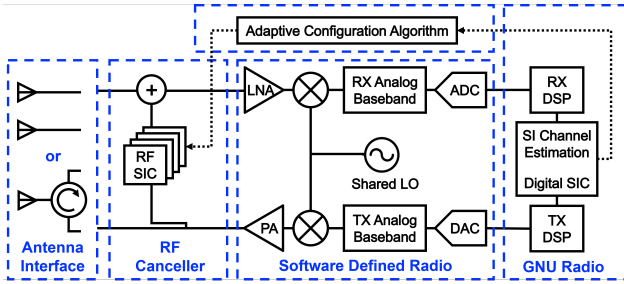 Adaptive Configuration Algorithm
+
LNA
RX Analog
Baseband
ADC
RX
DSP
or
RF
SIC
Shared LO
SI Channel
Estimation
Digital SIC
PA
TX Analog
Baseband
DAC
TX
DSP
Antenna
Interface
RF
Canceller
Software Defined Radio
GNU Radio